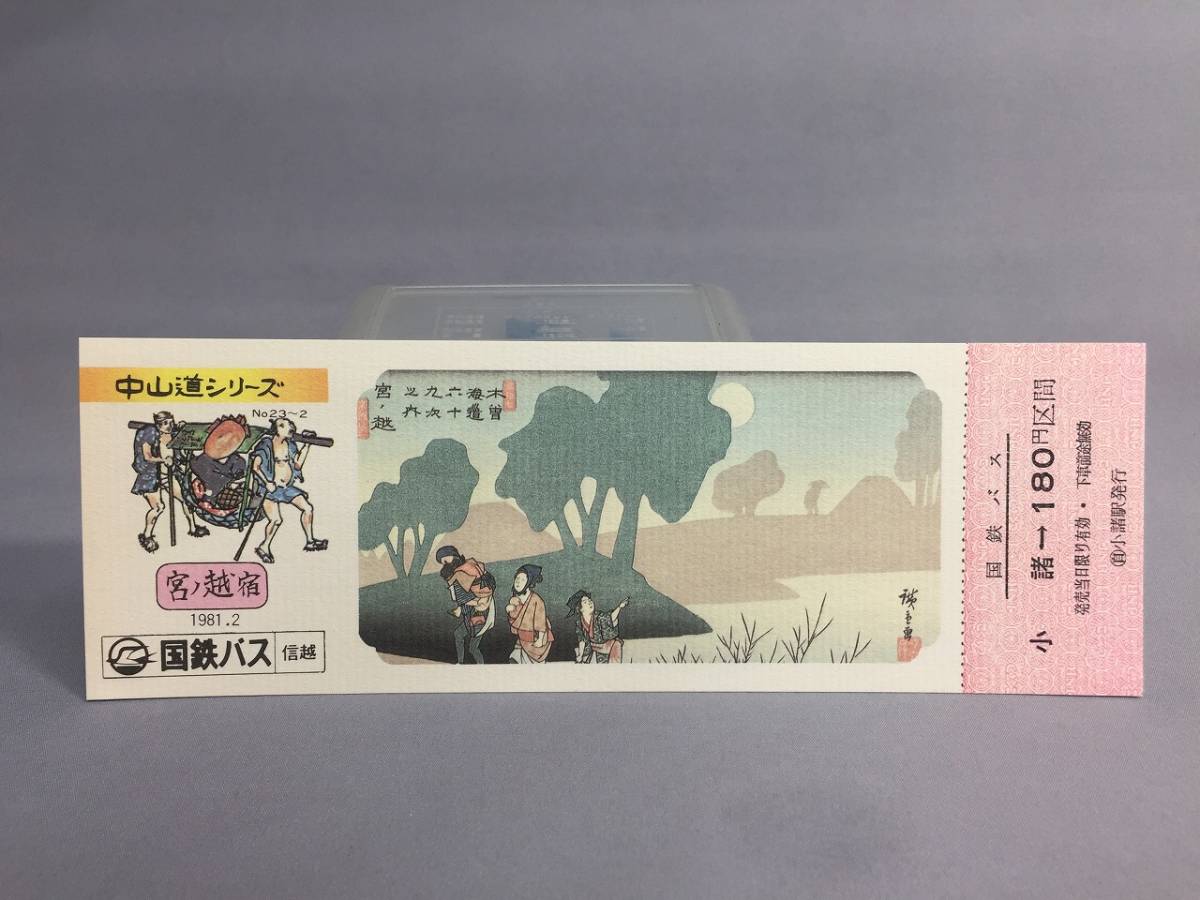 中山道シリーズ
No23~2
宮ノ越宿
1981.2
国鉄バス 信越
木曽
海道
六十
九次
之内
宮ノ越
廣重画
国鉄バス
小諸→180円区間
発売当日限り有効・下車前途無効
小諸駅発行